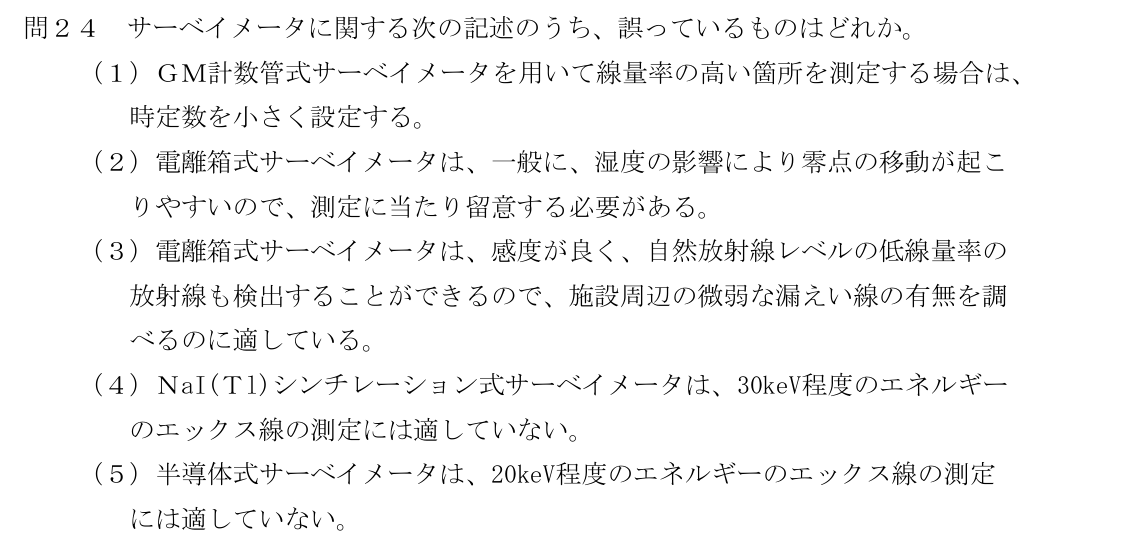 問２４　サーベイメータに関する次の記述のうち、誤っているものはどれか。
（１）ＧＭ計数管式サーベイメータを用いて線量率の高い箇所を測定する場合は、
時定数を小さく設定する。
（２）電離箱式サーベイメータは、一般に、湿度の影響により零点の移動が起こ
りやすいので、測定に当たり留意する必要がある。
（３）電離箱式サーベイメータは、感度が良く、自然放射線レベルの低線量率の
放射線も検出することができるので、施設周辺の微弱な漏えい線の有無を調
べるのに適している。
（４）ＮaＩ(Ｔl)シンチレーション式サーベイメータは、30keV程度のエネルギー
のエックス線の測定には適していない。
（５）半導体式サーベイメータは、20keV程度のエネルギーのエックス線の測定
には適していない。